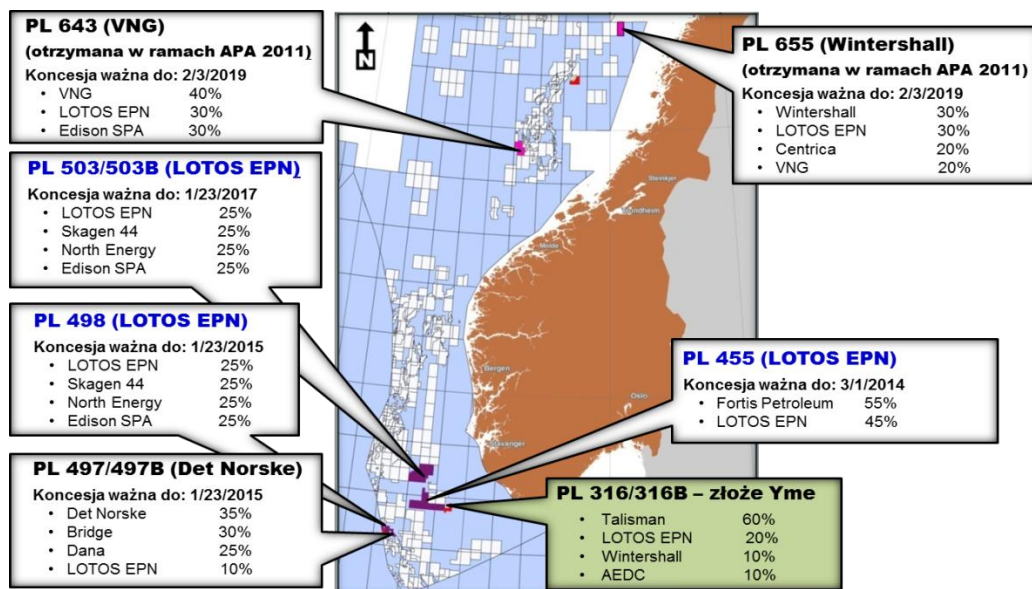 PL 643 (VNG)
(otrzymana w ramach APA 2011)
Koncesja ważna do: 2/3/2019
• VNG 40%
• LOTOS EPN 30%
• Edison SPA 30%
PL 503/503B (LOTOS EPN)
Koncesja ważna do: 1/23/2017
• LOTOS EPN 25%
• Skagen 44 25%
• North Energy 25%
• Edison SPA 25%
PL 498 (LOTOS EPN)
Koncesja ważna do: 1/23/2015
• LOTOS EPN 25%
• Skagen 44 25%
• North Energy 25%
• Edison SPA 25%
PL 497/497B (Det Norske)
Koncesja ważna do: 1/23/2015
• Det Norske 35%
• Bridge 30%
• Dana 25%
• LOTOS EPN 10%
N
Steinkjer
Trondheim
Molde
Bergen
Oslo
Stavanger
PL 655 (Wintershall)
(otrzymana w ramach APA 2011)
Koncesja ważna do: 2/3/2019
• Wintershall 30%
• LOTOS EPN 30%
• Centrica 20%
• VNG 20%
PL 455 (LOTOS EPN)
Koncesja ważna do: 3/1/2014
• Fortis Petroleum 55%
• LOTOS EPN 45%
PL 316/316B – złoże Yme
• Talisman 60%
• LOTOS EPN 20%
• Wintershall 10%
• AEDC 10%